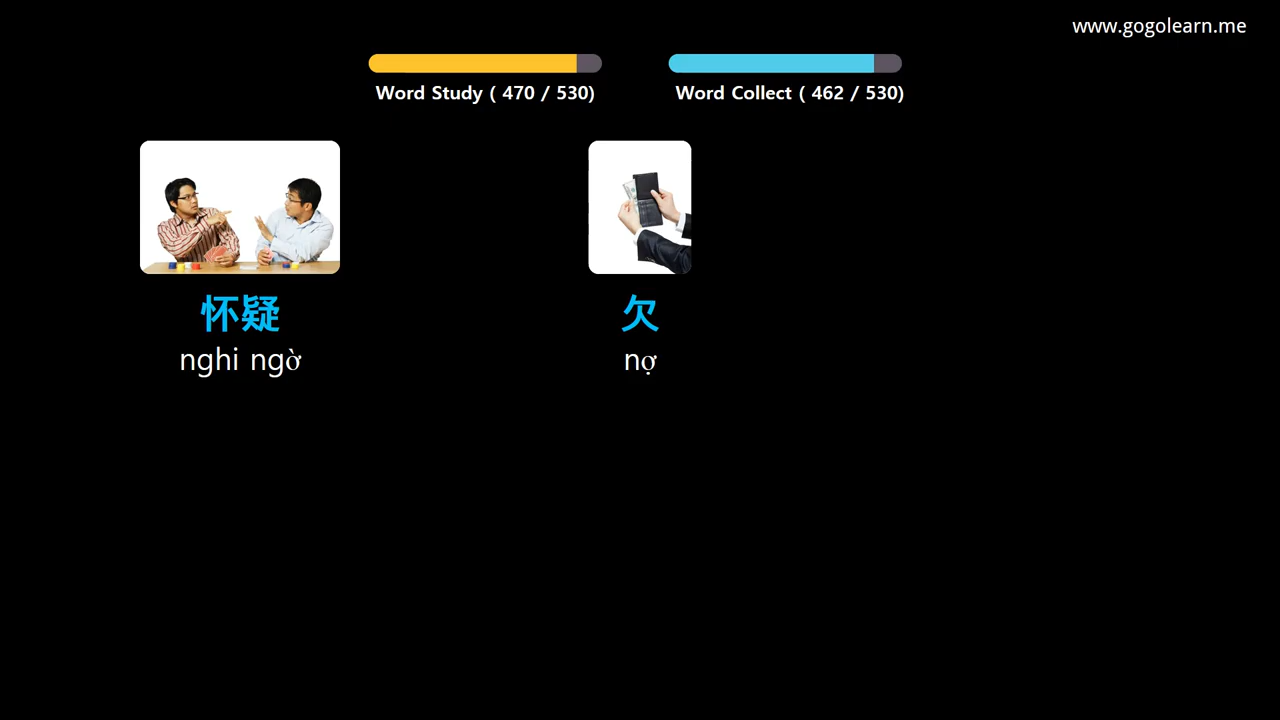 www.gogolearn.me
Word Study ( 470 / 530)
Word Collect ( 462 / 530)
怀疑
nghi ngờ
欠
nợ